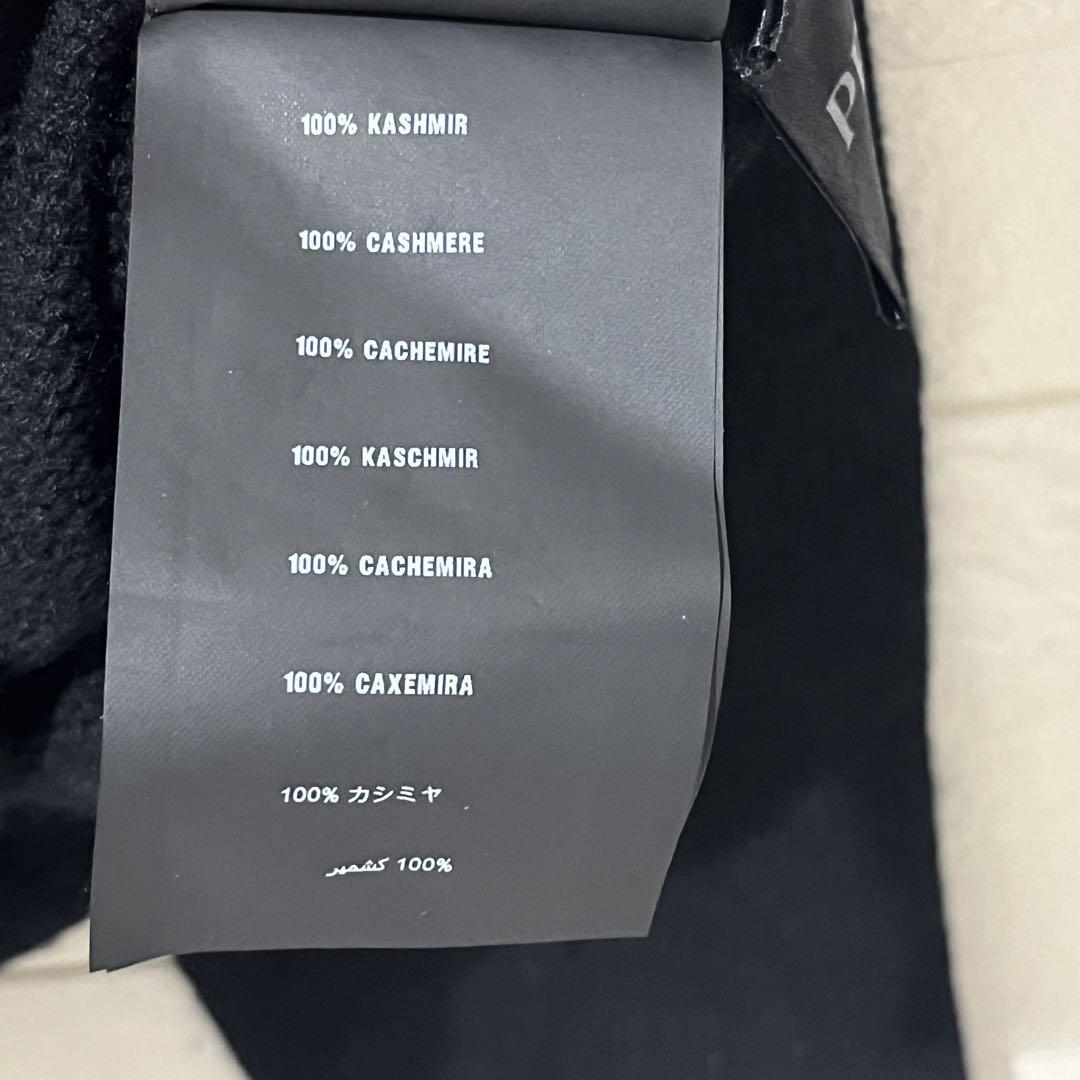 100% KASHMIR
100% CASHMERE
100% CACHEMIRE
100% KASCHMIR
100% CACHEMIRA
100% CAXEMIRA
100% カシミヤ
100% كشمير